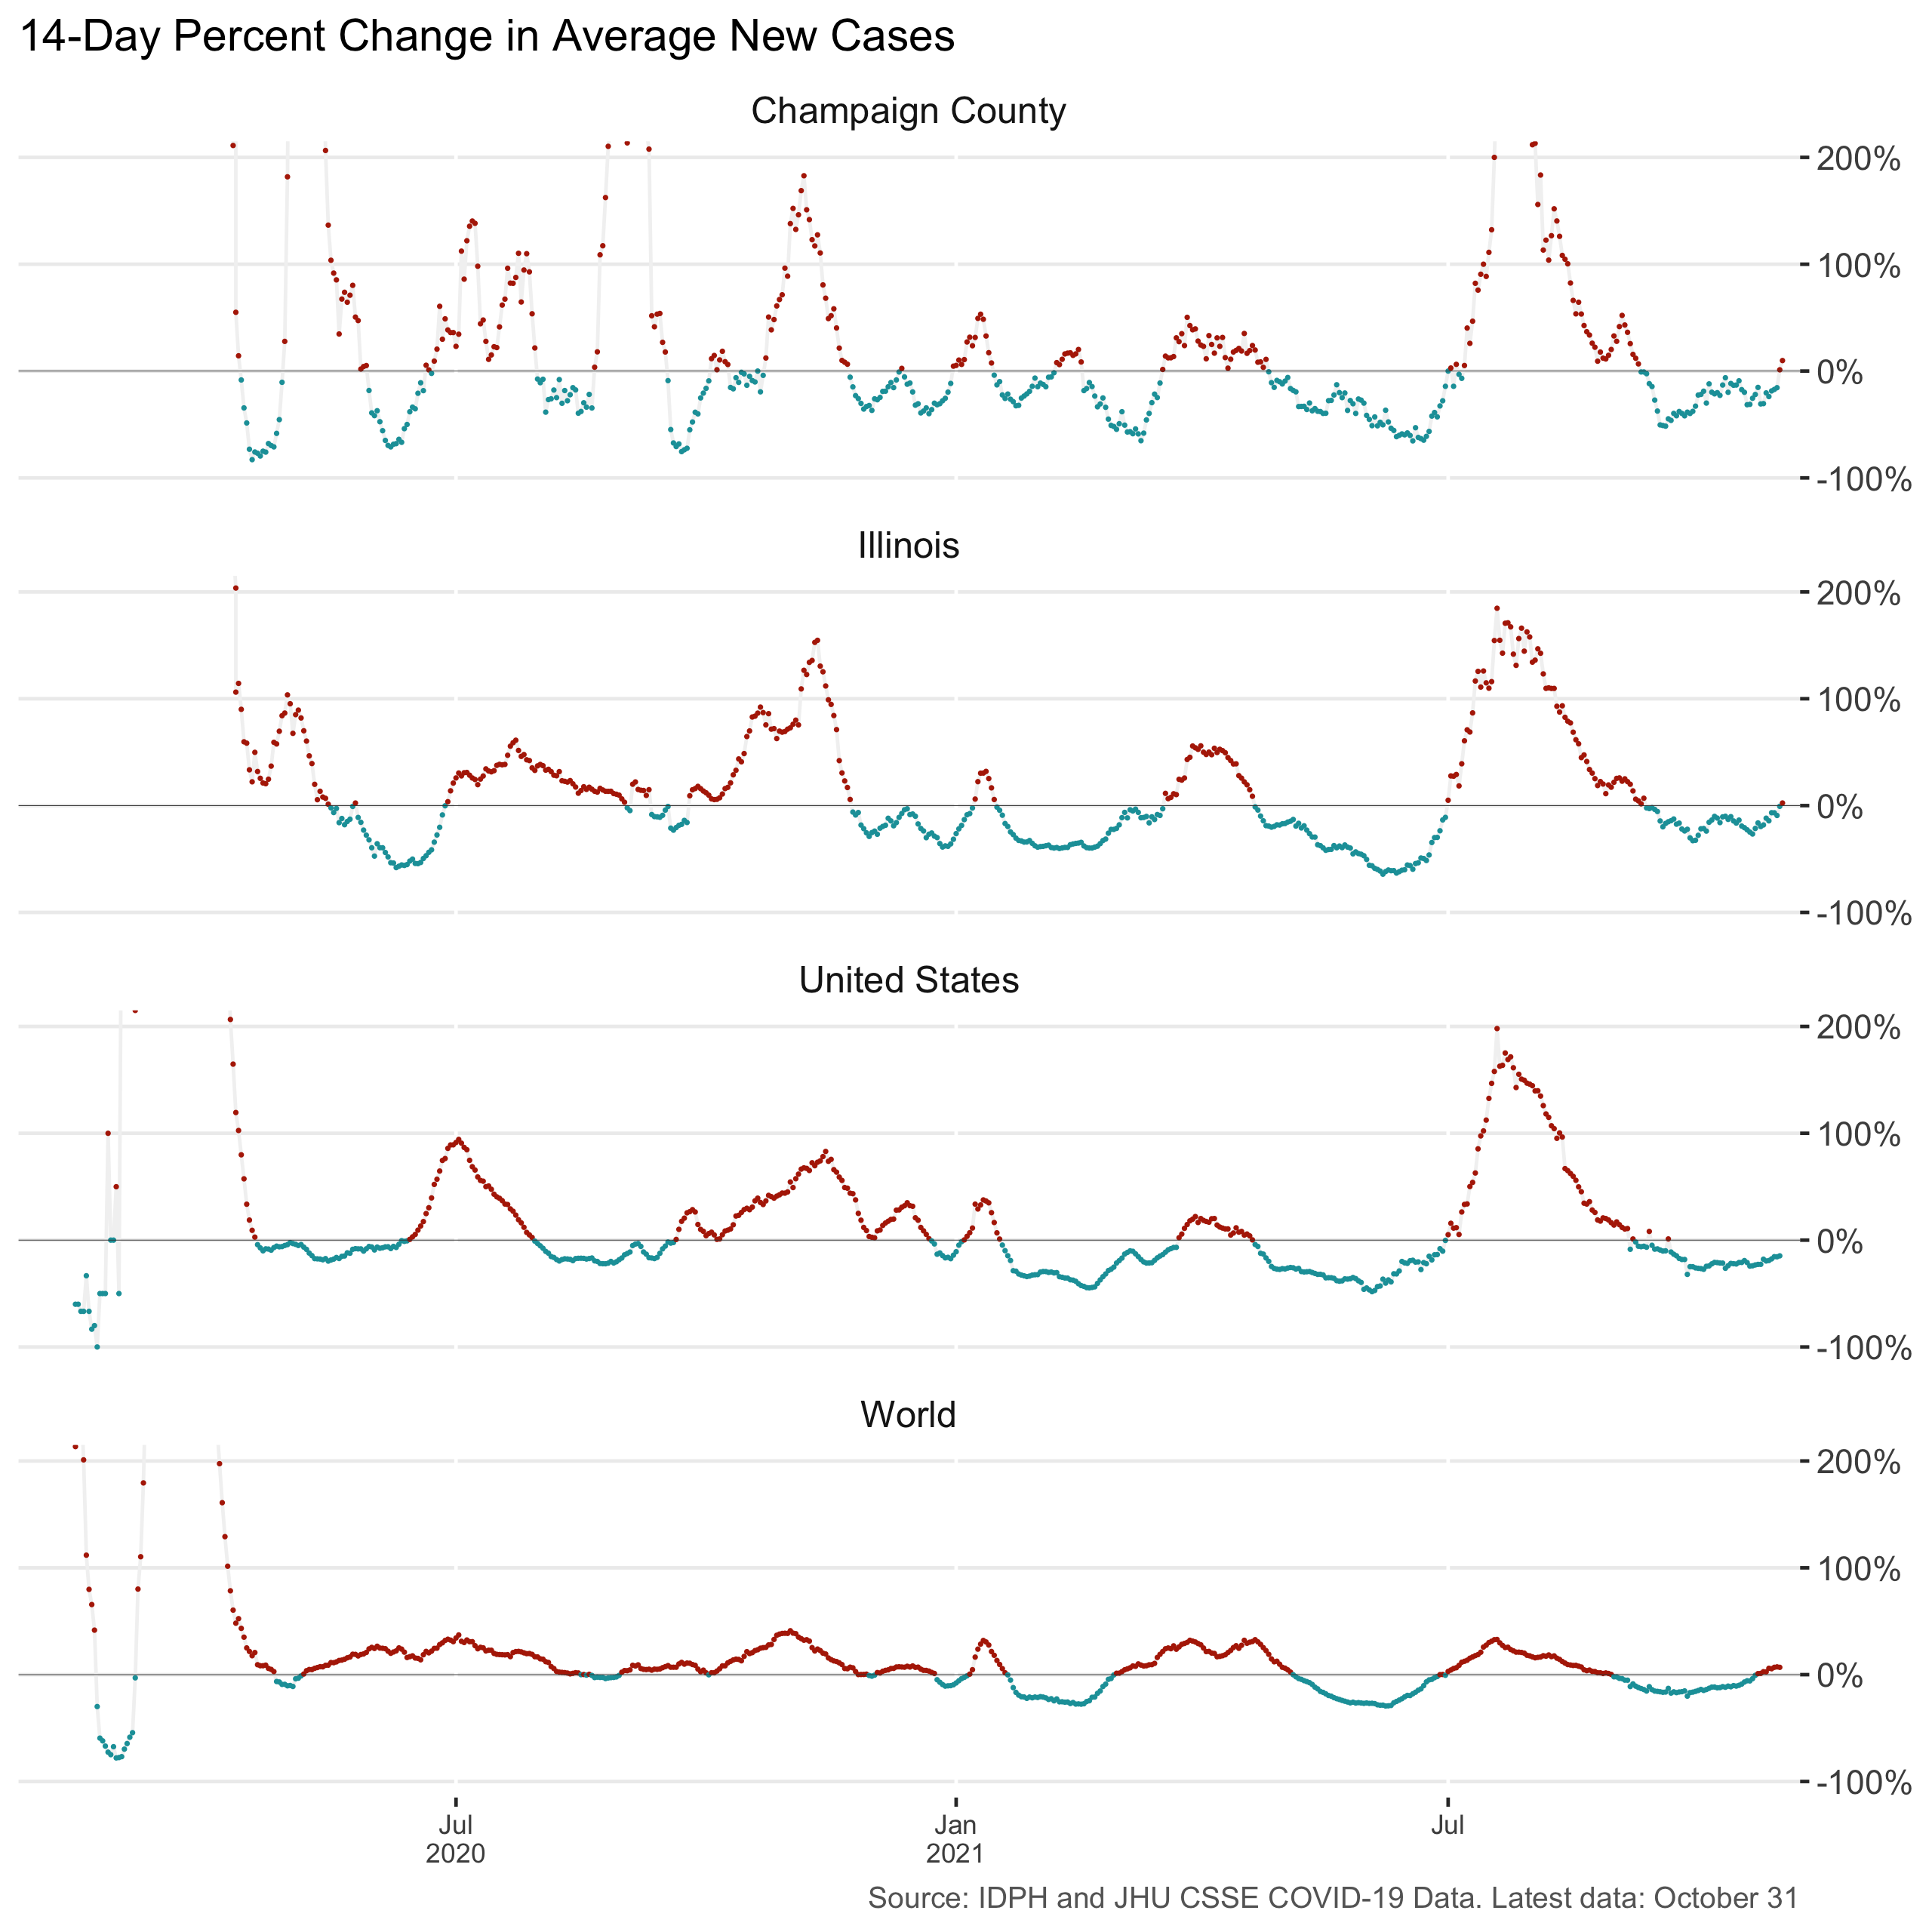 14-Day Percent Change in Average New Cases
Champaign County
200%
100%
0%
-100%
Illinois
200%
100%
0%
-100%
United States
200%
100%
0%
-100%
World
200%
100%
0%
-100%
Jul
2020
Jan
2021
Jul
Source: IDPH and JHU CSSE COVID-19 Data. Latest data: October 31